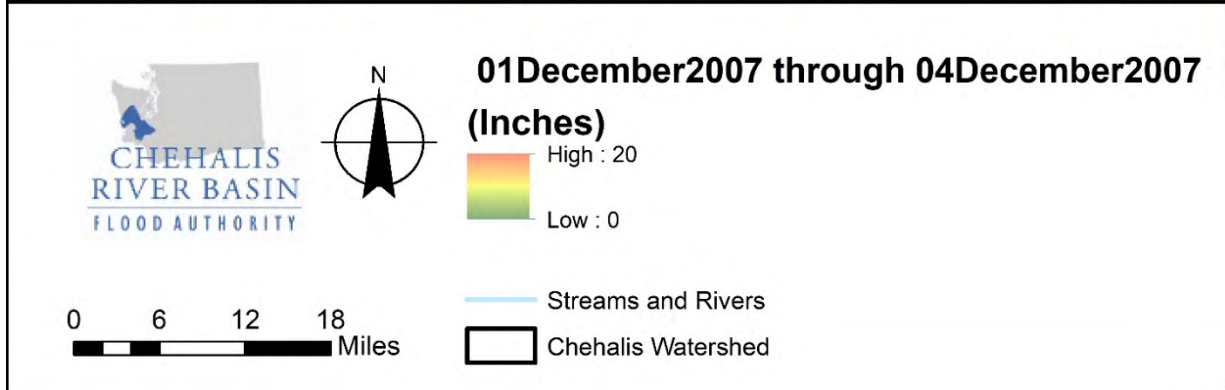 CHEHALIS
RIVER BASIN
FLOOD AUTHORITY
N
01December2007 through 04December2007
(Inches)
High : 20
Low : 0
0 6 12 18
Miles
Streams and Rivers
Chehalis Watershed